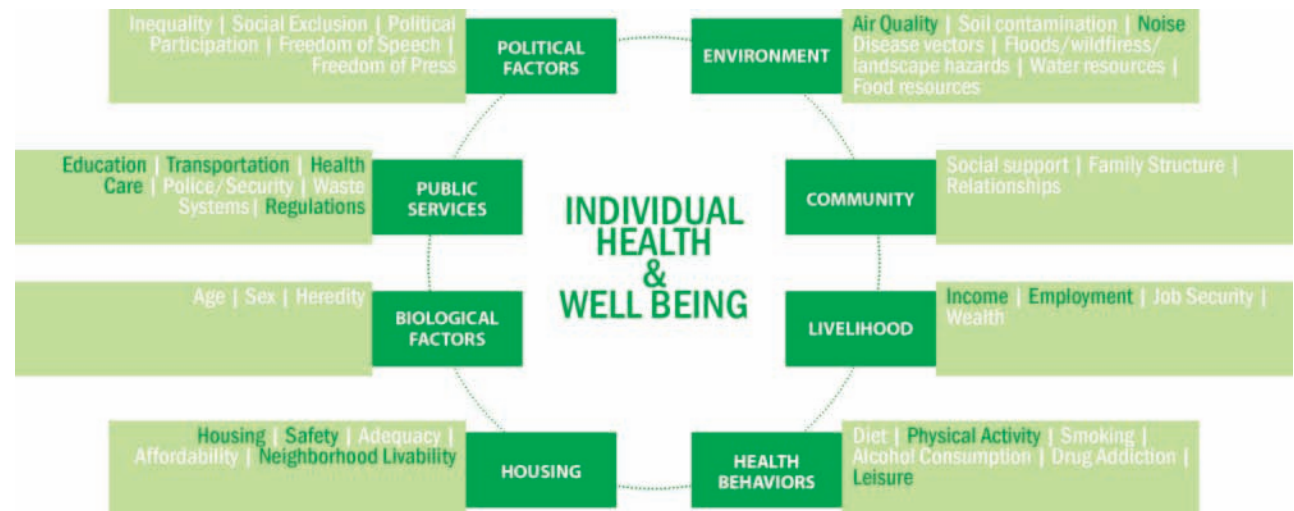 Inequality | Social Exclusion | Political
Participation | Freedom of Speech |
Freedom of Press
POLITICAL
FACTORS
ENVIRONMENT
Air Quality | Soil contamination | Noise
Disease vectors | Floods/wildfiress/
landscape hazards | Water resources |
Food resources
Education | Transportation | Health
Care | Police/Security | Waste
Systems | Regulations
PUBLIC
SERVICES
COMMUNITY
Social support | Family Structure |
Relationships
INDIVIDUAL
HEALTH
&
WELL BEING
Age | Sex | Heredity
BIOLOGICAL
FACTORS
LIVELIHOOD
Income | Employment | Job Security |
Wealth
Housing | Safety | Adequacy |
Affordability | Neighborhood Livability
HOUSING
HEALTH
BEHAVIORS
Diet | Physical Activity | Smoking |
Alcohol Consumption | Drug Addiction |
Leisure